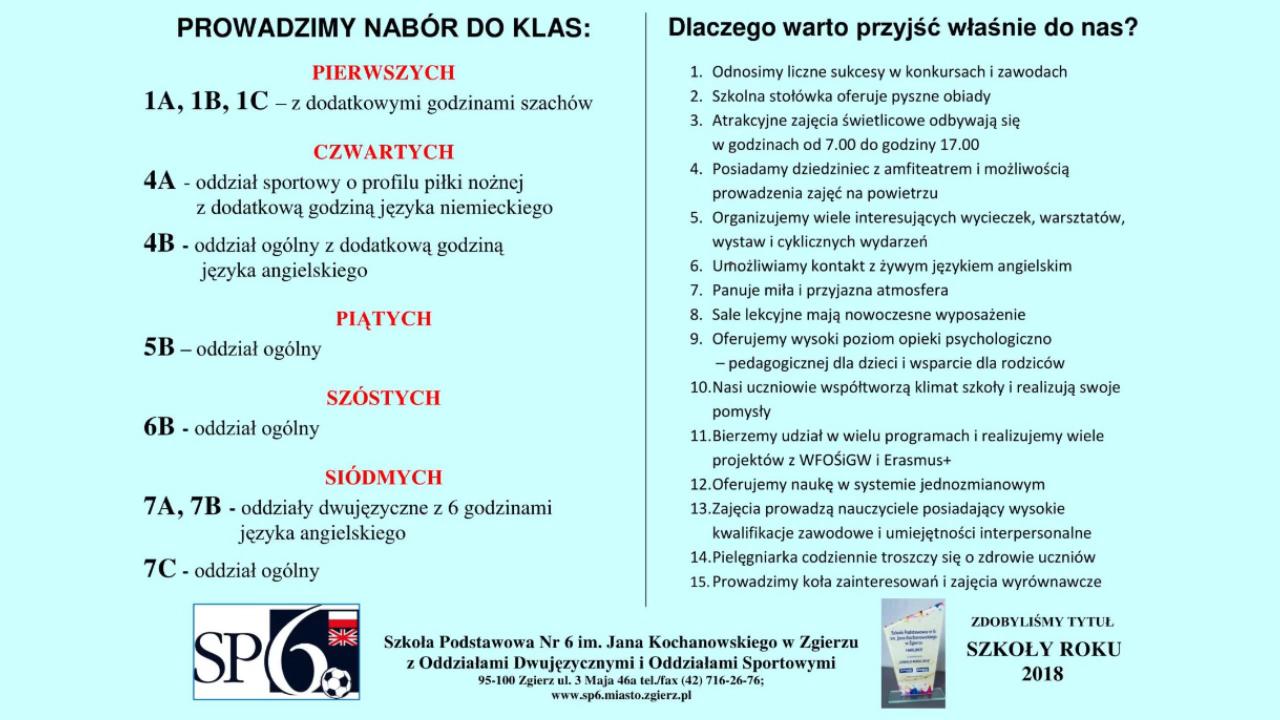 PROWADZIMY NABÓR DO KLAS:
PIERWSZYCH
1A, 1B, 1C – z dodatkowymi godzinami szachów
CZWARTYCH
4A - oddział sportowy o profilu piłki nożnej
z dodatkową godziną języka niemieckiego
4B - oddział ogólny z dodatkową godziną
języka angielskiego
PIĄTYCH
5B – oddział ogólny
SZÓSTYCH
6B - oddział ogólny
SIÓDMYCH
7A, 7B - oddziały dwujęzyczne z 6 godzinami
języka angielskiego
7C - oddział ogólny
Dlaczego warto przyjść właśnie do nas?
1. Odnosimy liczne sukcesy w konkursach i zawodach
2. Szkolna stołówka oferuje pyszne obiady
3. Atrakcyjne zajęcia świetlicowe odbywają się
w godzinach od 7.00 do godziny 17.00
4. Posiadamy dziedziniec z amfiteatrem i możliwością
prowadzenia zajęć na powietrzu
5. Organizujemy wiele interesujących wycieczek, warsztatów,
wystaw i cyklicznych wydarzeń
6. Umożliwiamy kontakt z żywym językiem angielskim
7. Panuje miła i przyjazna atmosfera
8. Sale lekcyjne mają nowoczesne wyposażenie
9. Oferujemy wysoki poziom opieki psychologiczno
– pedagogicznej dla dzieci i wsparcie dla rodziców
10. Nasi uczniowie współtworzą klimat szkoły i realizują swoje
pomysły
11. Bierzemy udział w wielu programach i realizujemy wiele
projektów z WFOŚiGW i Erasmus+
12. Oferujemy naukę w systemie jednozmianowym
13. Zajęcia prowadzą nauczyciele posiadający wysokie
kwalifikacje zawodowe i umiejętności interpersonalne
14. Pielęgniarka codziennie troszczy się o zdrowie uczniów
15. Prowadzimy koła zainteresowań i zajęcia wyrównawcze
SP6
Szkoła Podstawowa Nr 6 im. Jana Kochanowskiego w Zgierzu
z Oddziałami Dwujęzycznymi i Oddziałami Sportowymi
95-100 Zgierz ul. 3 Maja 46a tel./fax (42) 716-26-76;
www.sp6.miasto.zgierz.pl
ZDOBYLIŚMY TYTUŁ
SZKOŁY ROKU
2018